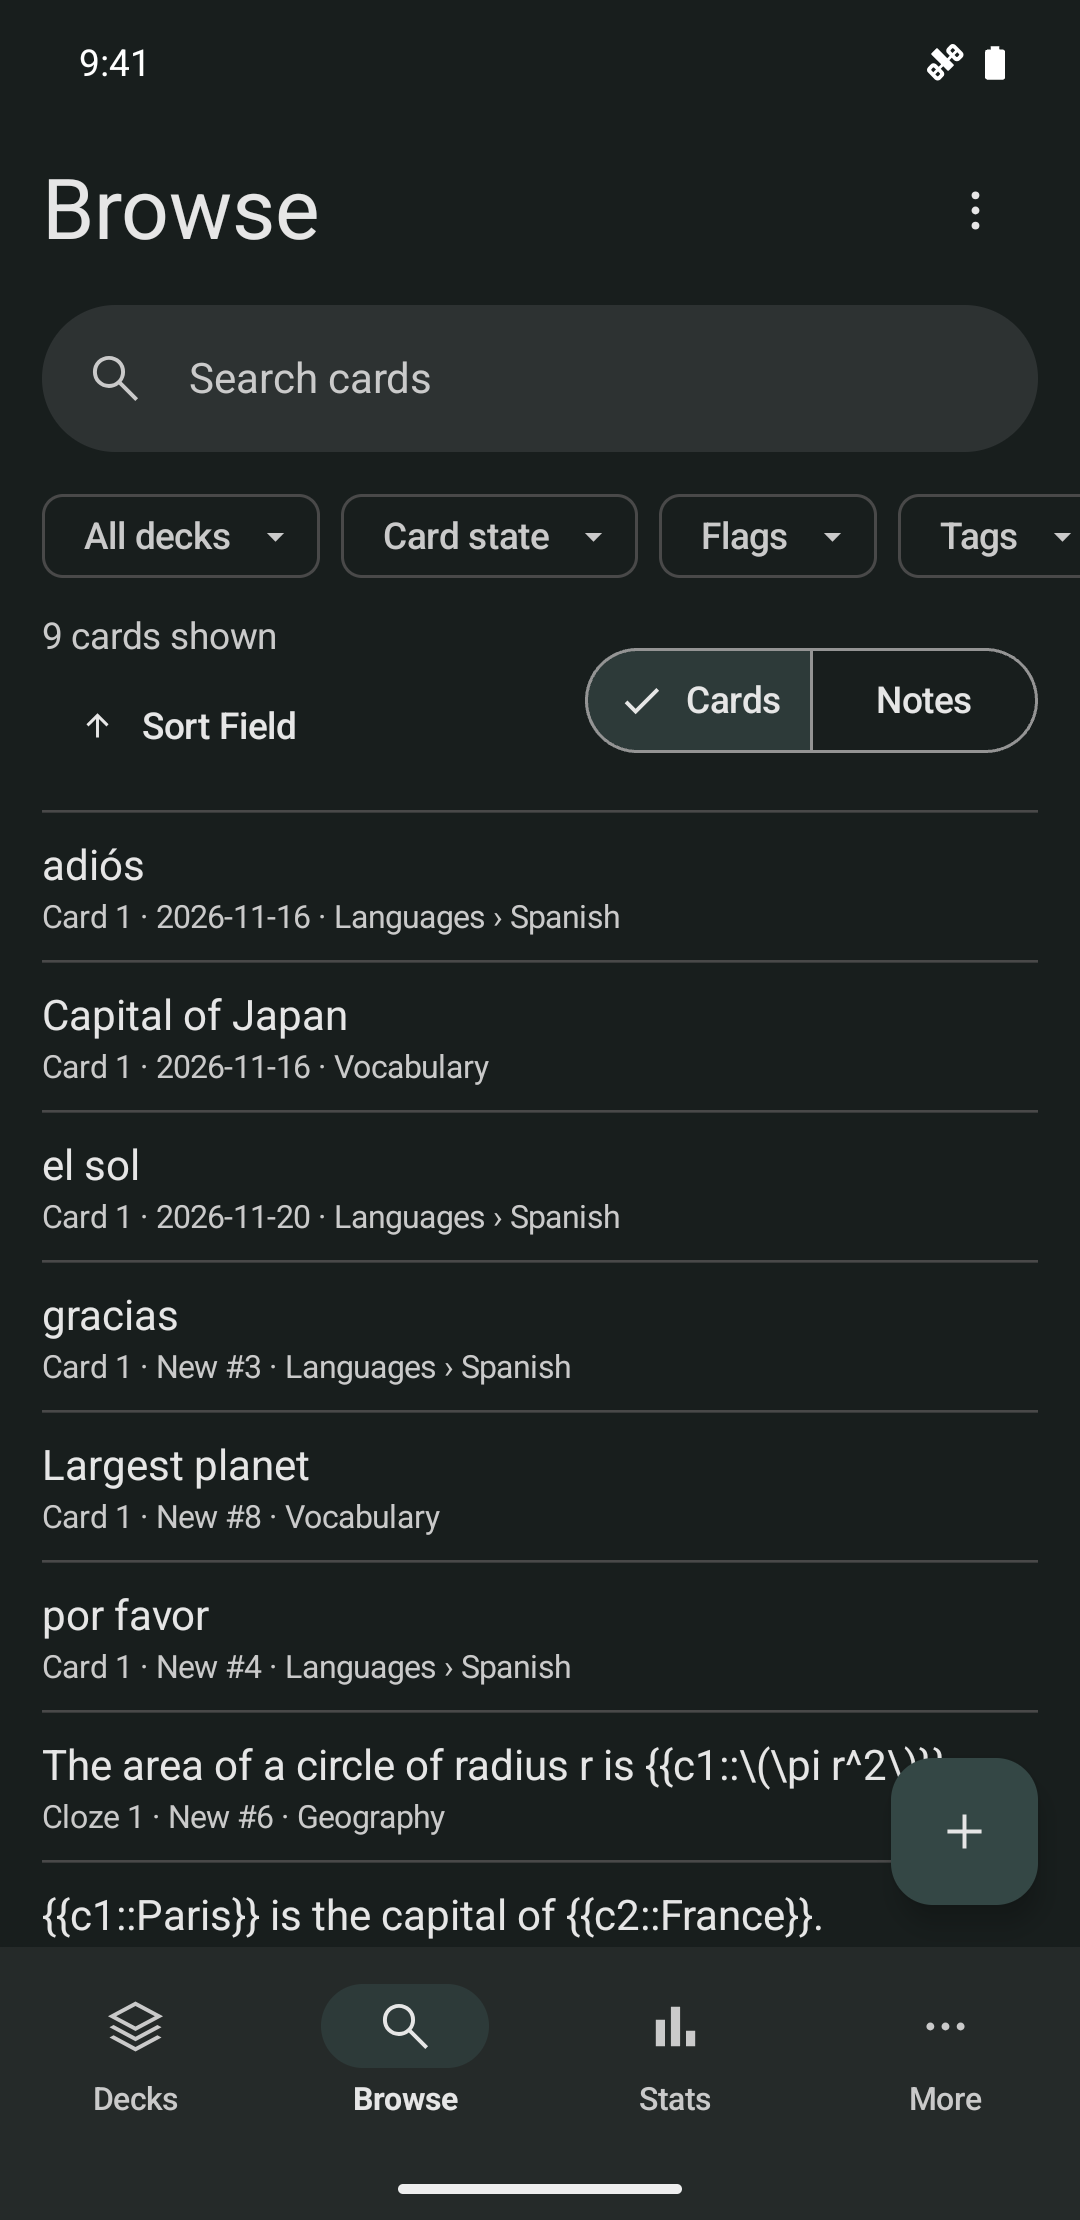 9:41
Browse
Search cards
All decks
Card state
Flags
Tags
9 cards shown
Sort Field
Cards
Notes
adiós
Card 1 · 2026-11-16 · Languages › Spanish
Capital of Japan
Card 1 · 2026-11-16 · Vocabulary
el sol
Card 1 · 2026-11-20 · Languages › Spanish
gracias
Card 1 · New #3 · Languages › Spanish
Largest planet
Card 1 · New #8 · Vocabulary
por favor
Card 1 · New #4 · Languages › Spanish
The area of a circle of radius r is {{c1::\(\pi r^2\)}}
Cloze 1 · New #6 · Geography
{{c1::Paris}} is the capital of {{c2::France}}.
Decks
Browse
Stats
More